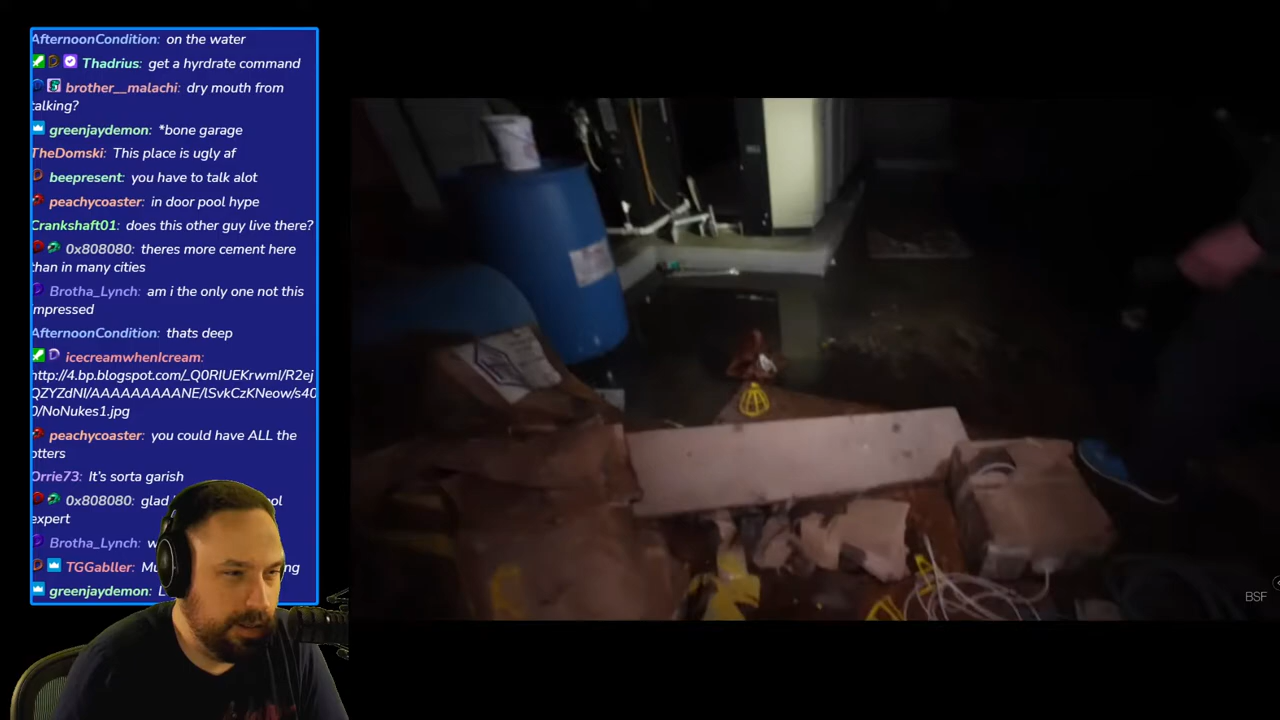 AfternoonCondition: on the water
Thadrius: get a hyrdrate command
brother__malachi: dry mouth from
talking?
greenjaydemon: *bone garage
TheDomski: This place is ugly af
beepresent: you have to talk alot
peachycoaster: in door pool hype
Crankshaft01: does this other guy live there?
0x808080: theres more cement here
than in many cities
Brotha_Lynch: am i the only one not this
impressed
AfternoonCondition: thats deep
icecreamwhenIcream:
http://4.bp.blogspot.com/_Q0RIUEKrwmI/R2ej
QZYZdNI/AAAAAAAAANE/lSvkCzKNeow/s40
0/NoNukes1.jpg
peachycoaster: you could have ALL the
otters
Orrie73: It's sorta garish
0x808080: glad
expert
Brotha_Lynch:
TGGabller:
greenjaydemon:
BSF